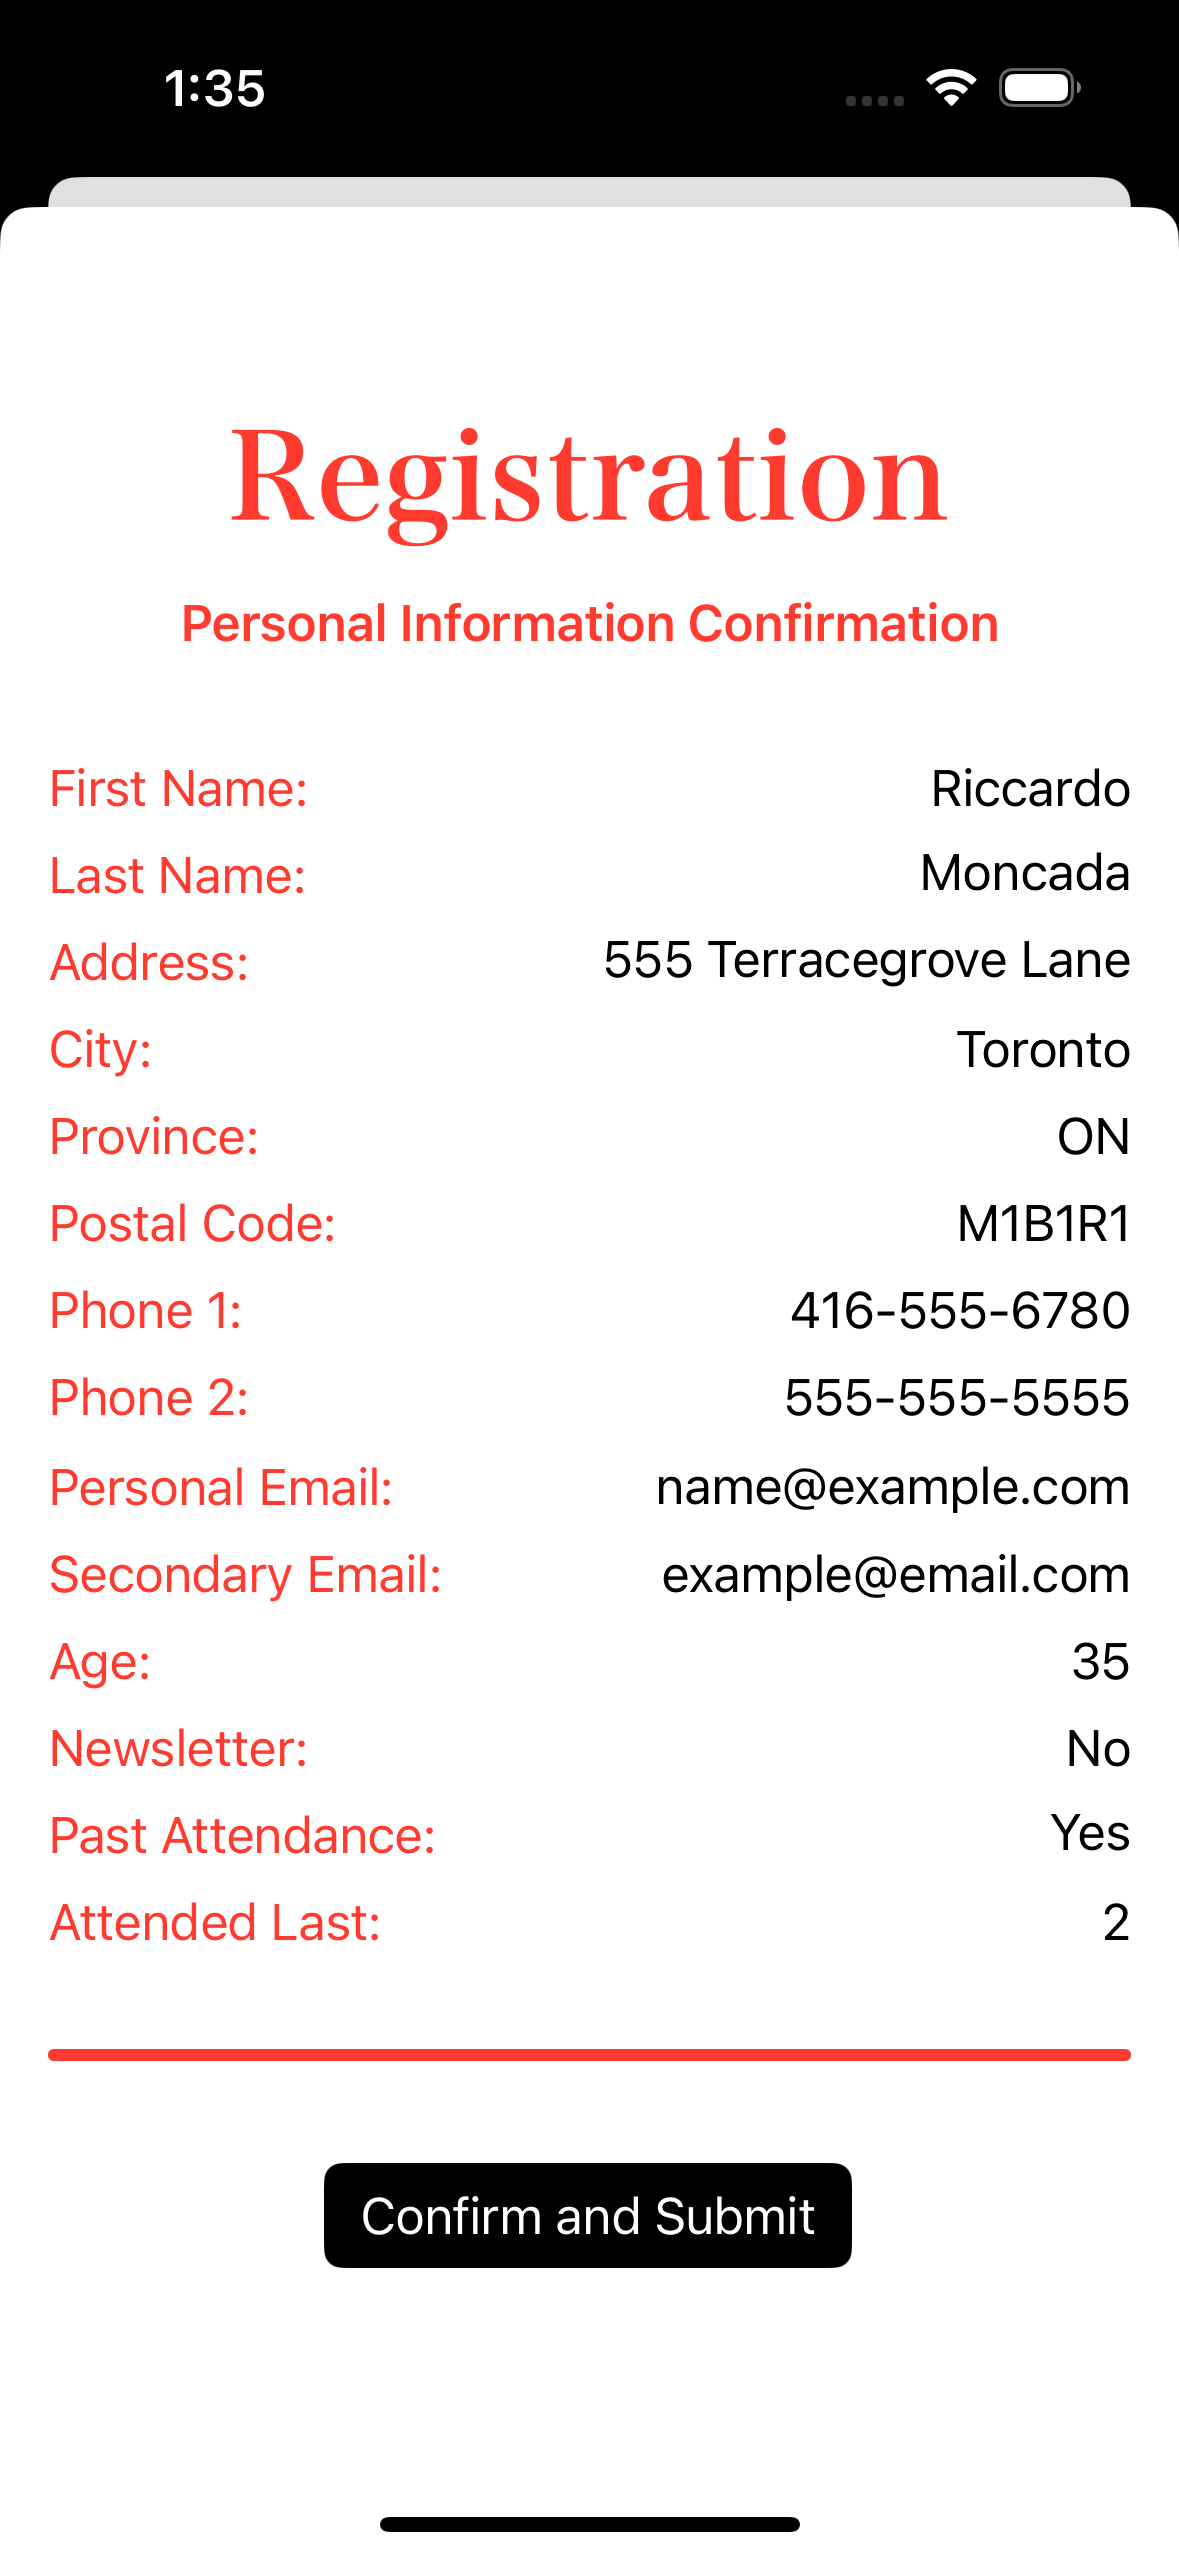 1:35
Registration
Personal Information Confirmation
First Name: Riccardo
Last Name: Moncada
Address: 555 Terracegrove Lane
City: Toronto
Province: ON
Postal Code: M1B1R1
Phone 1: 416-555-6780
Phone 2: 555-555-5555
Personal Email: name@example.com
Secondary Email: example@email.com
Age: 35
Newsletter: No
Past Attendance: Yes
Attended Last: 2
Confirm and Submit